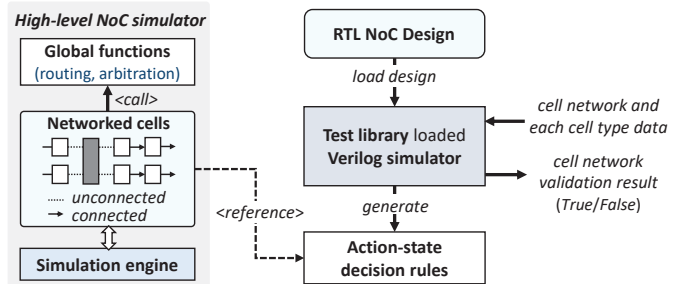 High-level NoC simulator
Global functions
(routing, arbitration)
<call>
Networked cells
unconnected
connected
Simulation engine
<reference>
RTL NoC Design
load design
Test library loaded
Verilog simulator
generate
Action-state
decision rules
cell network and
each cell type data
cell network
validation result
(True/False)